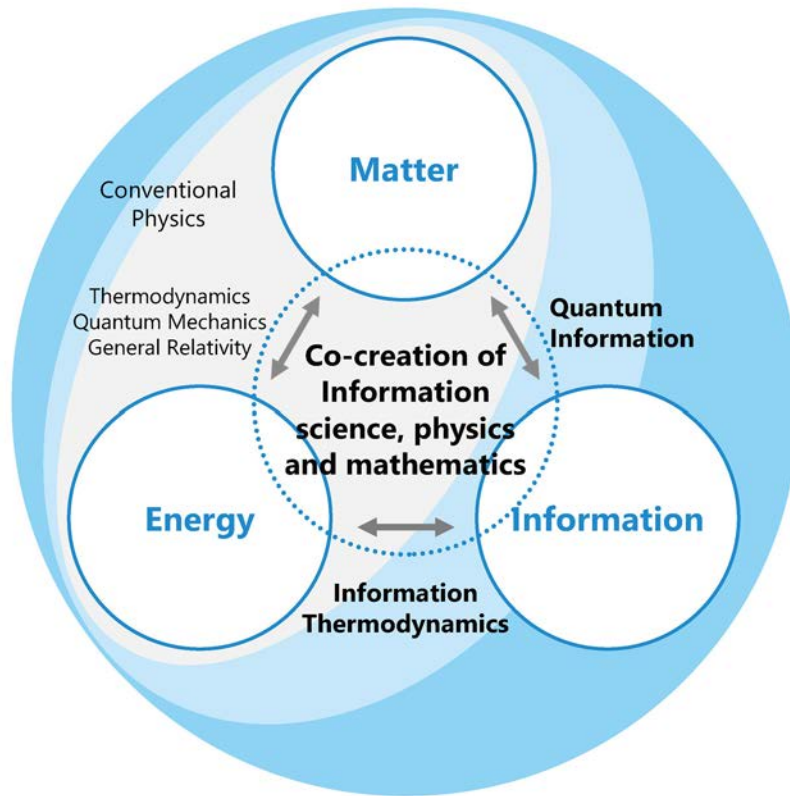 Matter
Conventional
Physics
Thermodynamics
Quantum Mechanics
General Relativity
Quantum
Information
Co-creation of
Information
science, physics
and mathematics
Energy
Information
Information
Thermodynamics